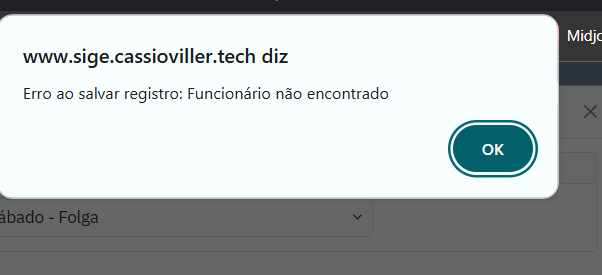 Midjo
www.sige.cassioviller.tech diz
Erro ao salvar registro: Funcionário não encontrado
OK
ábado - Folga